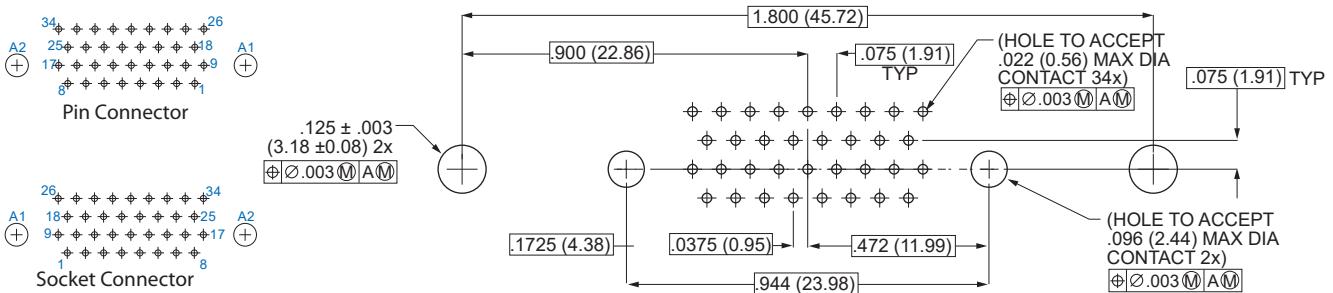 34
26
A2
25
18
A1
17
9
8
1
Pin Connector
26
34
A1
18
25
A2
9
17
1
8
Socket Connector
1.800 (45.72)
.900 (22.86)
.075 (1.91)
TYP
(HOLE TO ACCEPT
.022 (0.56) MAX DIA
CONTACT 34x)
⌖ ∅.003 Ⓜ A Ⓜ
.075 (1.91) TYP
.125 ± .003
(3.18 ±0.08) 2x
⌖ ∅.003 Ⓜ A Ⓜ
.1725 (4.38)
.0375 (0.95)
.472 (11.99)
.944 (23.98)
(HOLE TO ACCEPT
.096 (2.44) MAX DIA
CONTACT 2x)
⌖ ∅.003 Ⓜ A Ⓜ